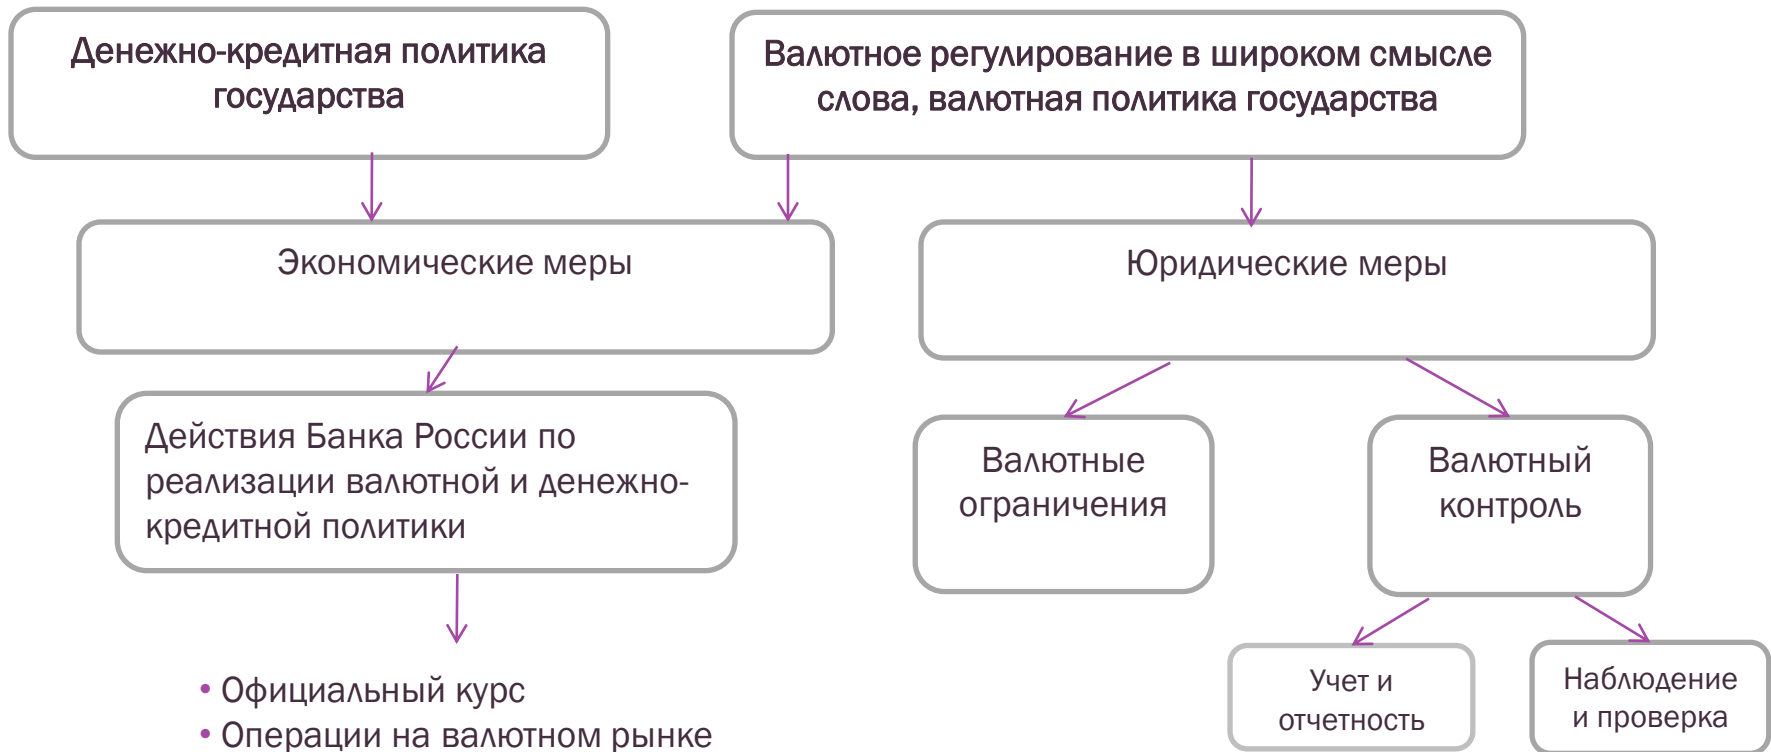 Денежно-кредитная политика
государства
Валютное регулирование в широком смысле
слова, валютная политика государства
Экономические меры
Юридические меры
Действия Банка России по
реализации валютной и денежно-
кредитной политики
Валютные
ограничения
Валютный
контроль
• Официальный курс
• Операции на валютном рынке
Учет и
отчетность
Наблюдение
и проверка